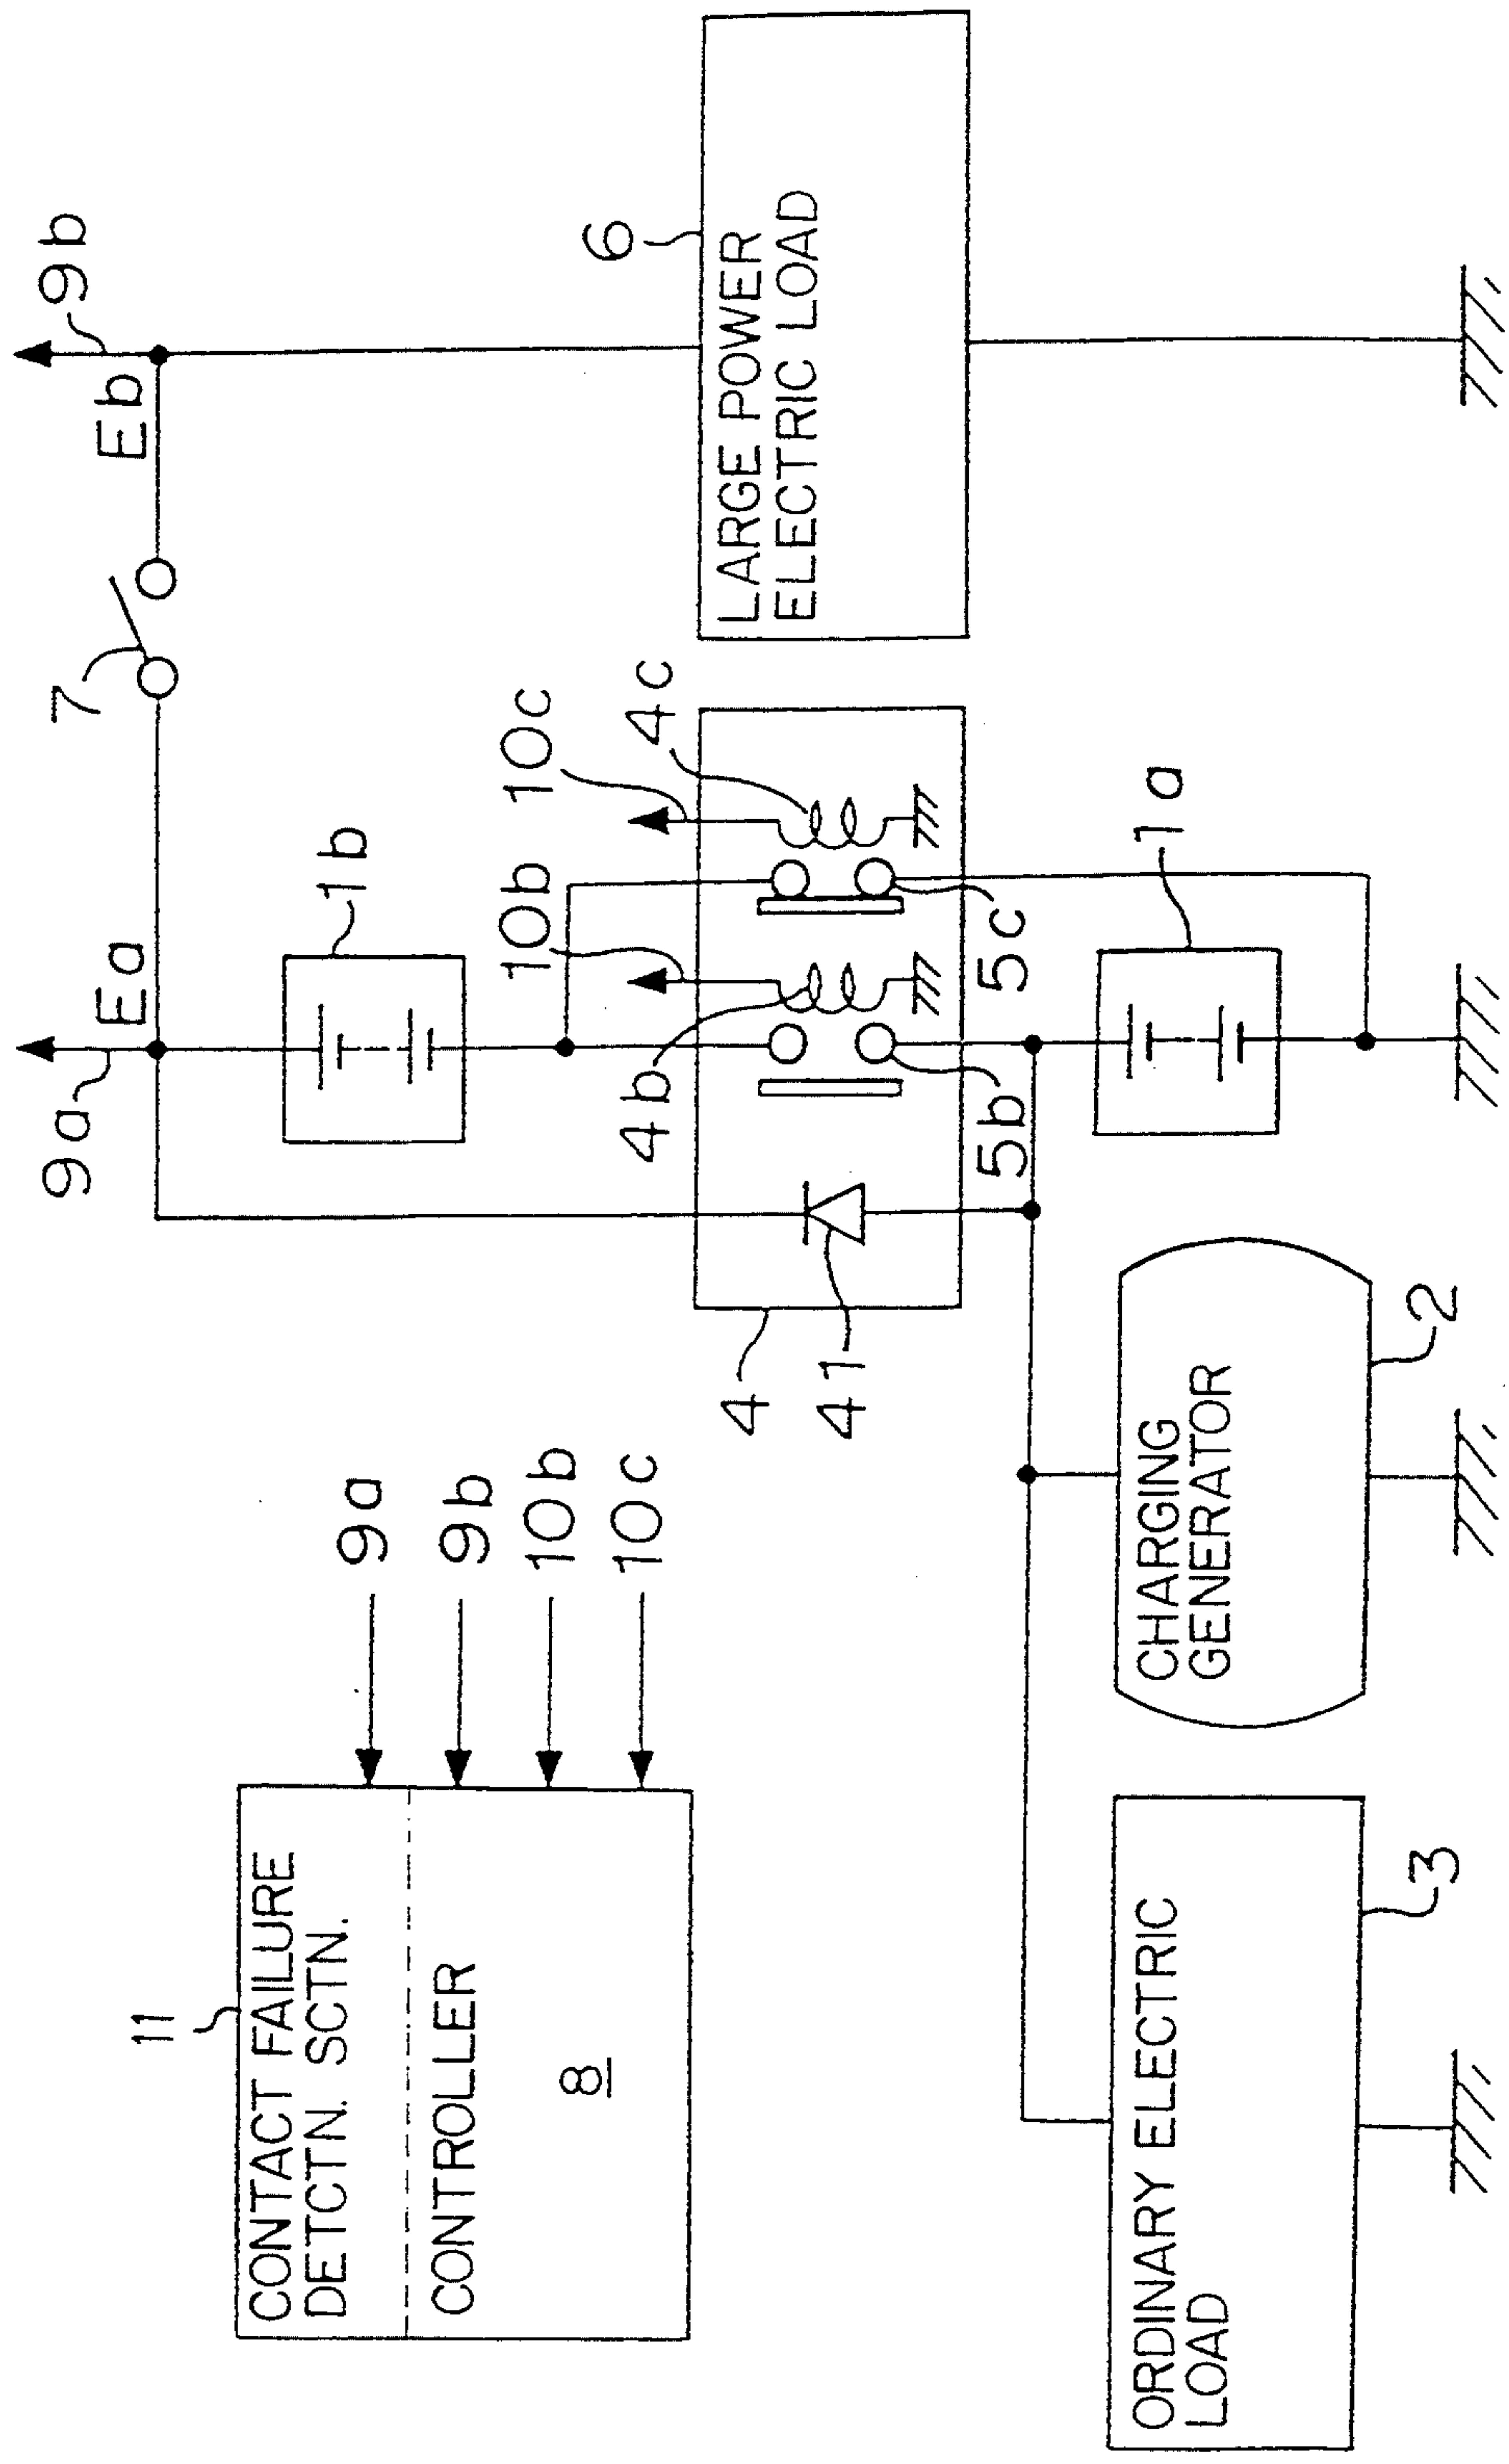 11
CONTACT FAILURE
DETCTN. SCTN.
CONTROLLER
8
9a
9b
10b
10c
9a
Ea
7
Eb
9b
1b
10b
10c
4b
4c
4
41
5b
5c
6
LARGE POWER
ELECTRIC LOAD
1a
ORDINARY ELECTRIC
LOAD
3
CHARGING
GENERATOR
2